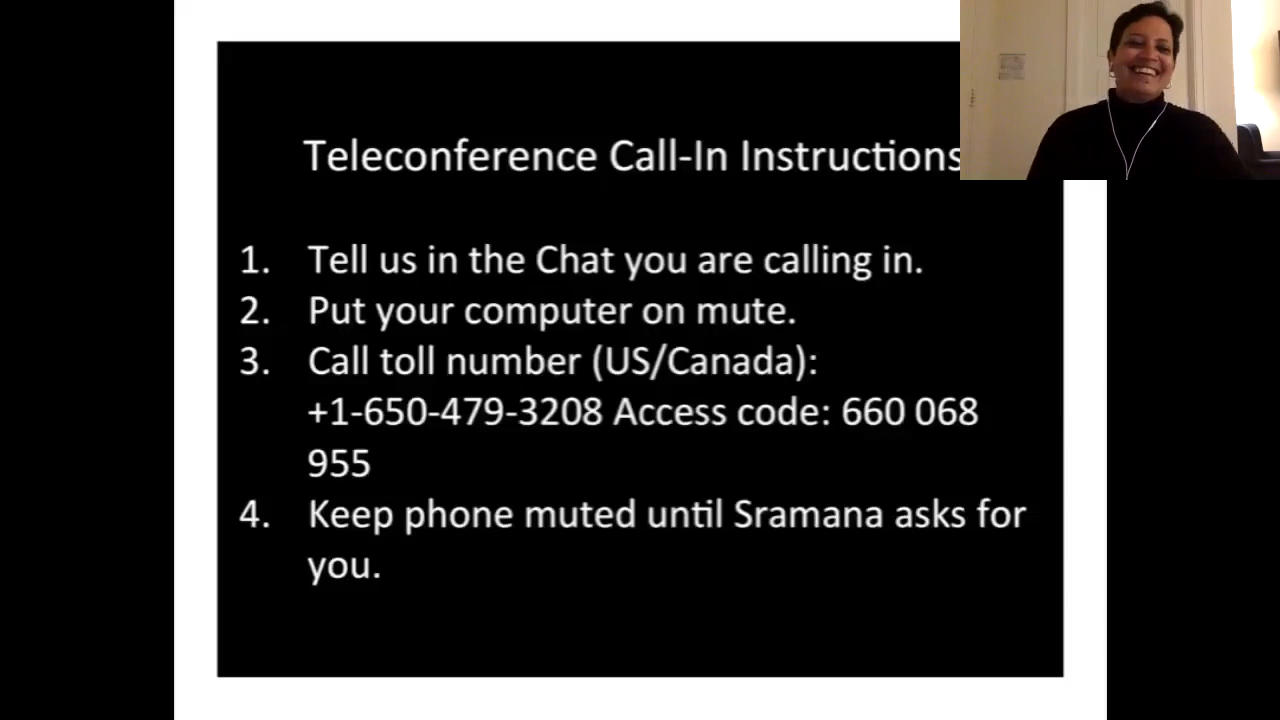 Teleconference Call-In Instructions
1. Tell us in the Chat you are calling in.
2. Put your computer on mute.
3. Call toll number (US/Canada):
+1-650-479-3208 Access code: 660 068
955
4. Keep phone muted until Sramana asks for
you.